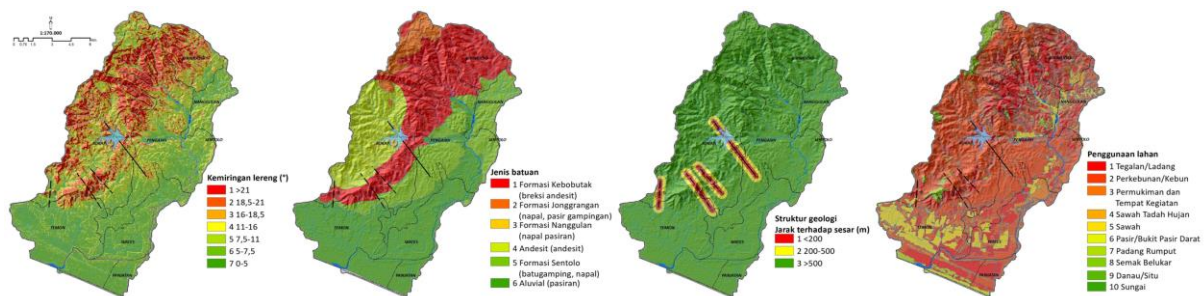 1:170.000
Kemiringan lereng (°)
1 >21
2 18,5-21
3 16-18,5
4 11-16
5 7,5-11
6 5-7,5
7 0-5
Jenis batuan
1 Formasi Kebobutak
(breksi andesit)
2 Formasi Jonggrangan
(napal, pasir gampingan)
3 Formasi Nanggulan
(napal pasiran)
4 Andesit (andesit)
5 Formasi Sentolo
(batugamping, napal)
6 Aluvial (pasiran)
Struktur geologi
Jarak terhadap sesar (m)
1 <200
2 200-500
3 >500
Penggunaan lahan
1 Tegalan/Ladang
2 Perkebunan/Kebun
3 Permukiman dan
Tempat Kegiatan
4 Sawah Tadah Hujan
5 Sawah
6 Pasir/Bukit Pasir Darat
7 Padang Rumput
8 Semak Belukar
9 Danau/Situ
10 Sungai